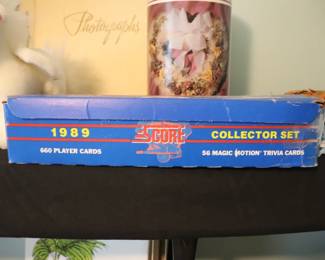 Photographs
1989
SCORE
COLLECTOR SET
660 PLAYER CARDS
56 MAGIC MOTION TRIVIA CARDS